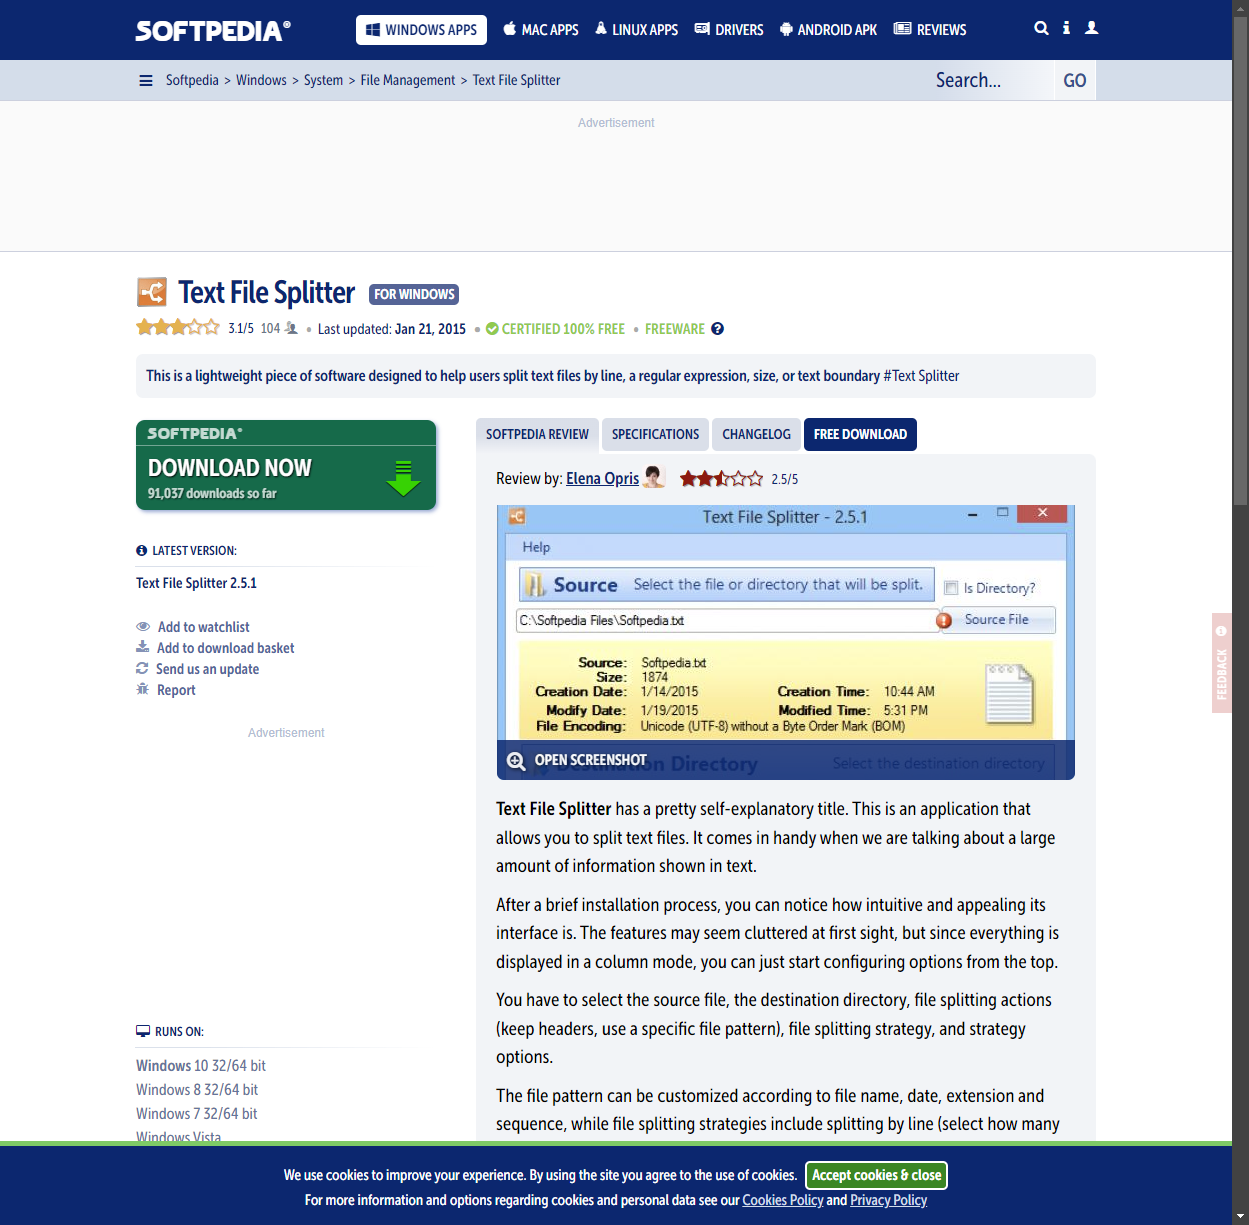 SOFTPEDIA®
WINDOWS APPS
MAC APPS
LINUX APPS
DRIVERS
ANDROID APK
REVIEWS
Softpedia > Windows > System > File Management > Text File Splitter
Search...
GO
Advertisement
Text File Splitter FOR WINDOWS
3.1/5 104 • Last updated: Jan 21, 2015 • CERTIFIED 100% FREE • FREEWARE
This is a lightweight piece of software designed to help users split text files by line, a regular expression, size, or text boundary #Text Splitter
SOFTPEDIA®
DOWNLOAD NOW
91,037 downloads so far
LATEST VERSION:
Text File Splitter 2.5.1
Add to watchlist
Add to download basket
Send us an update
Report
Advertisement
RUNS ON:
Windows 10 32/64 bit
Windows 8 32/64 bit
Windows 7 32/64 bit
Windows Vista
SOFTPEDIA REVIEW
SPECIFICATIONS
CHANGELOG
FREE DOWNLOAD
Review by: Elena Opris 2.5/5
Text File Splitter - 2.5.1
Help
Source Select the file or directory that will be split.
Is Directory?
C:\Softpedia Files\Softpedia.txt
Source File
Source: Softpedia.txt
Size: 1874
Creation Date: 1/14/2015 Creation Time: 10:44 AM
Modify Date: 1/19/2015 Modified Time: 5:31 PM
File Encoding: Unicode (UTF-8) without a Byte Order Mark (BOM)
Destination Directory Select the destination directory
OPEN SCREENSHOT
Text File Splitter has a pretty self-explanatory title. This is an application that
allows you to split text files. It comes in handy when we are talking about a large
amount of information shown in text.
After a brief installation process, you can notice how intuitive and appealing its
interface is. The features may seem cluttered at first sight, but since everything is
displayed in a column mode, you can just start configuring options from the top.
You have to select the source file, the destination directory, file splitting actions
(keep headers, use a specific file pattern), file splitting strategy, and strategy
options.
The file pattern can be customized according to file name, date, extension and
sequence, while file splitting strategies include splitting by line (select how many
FEEDBACK
We use cookies to improve your experience. By using the site you agree to the use of cookies. Accept cookies & close
For more information and options regarding cookies and personal data see our Cookies Policy and Privacy Policy